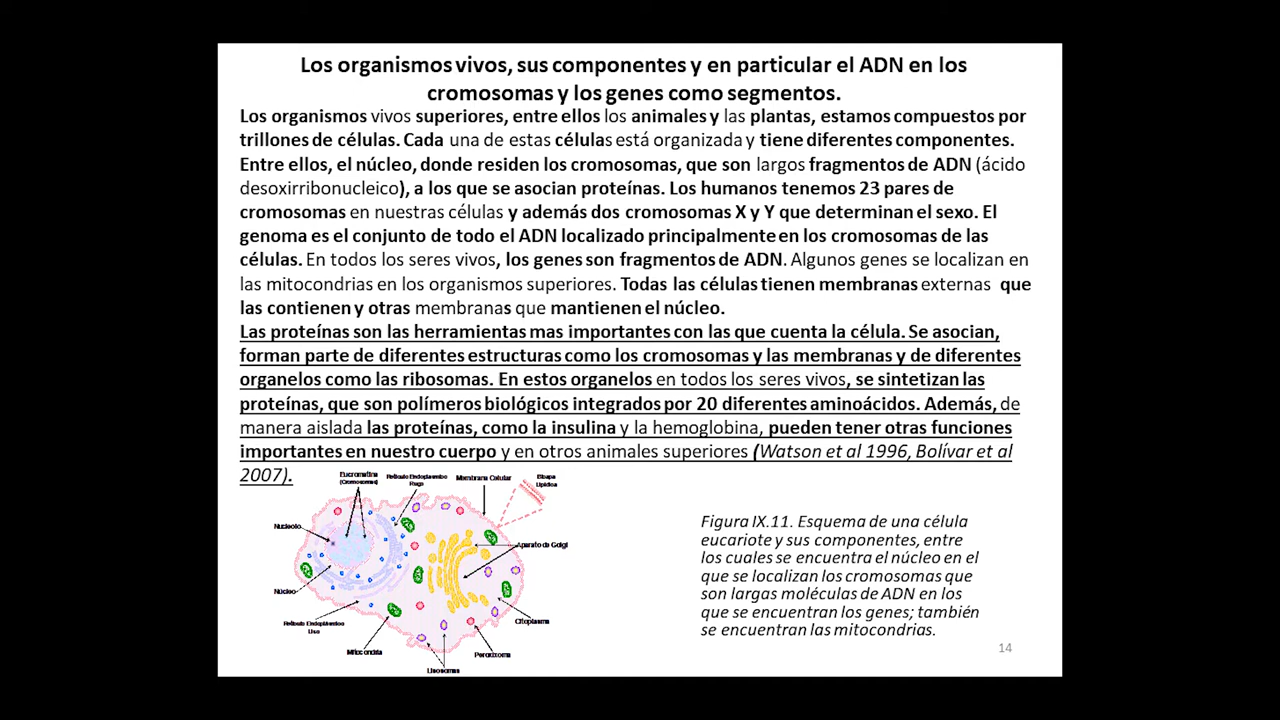 Los organismos vivos, sus componentes y en particular el ADN en los
cromosomas y los genes como segmentos.
Los organismos vivos superiores, entre ellos los animales y las plantas, estamos compuestos por
trillones de células. Cada una de estas células está organizada y tiene diferentes componentes.
Entre ellos, el núcleo, donde residen los cromosomas, que son largos fragmentos de ADN (ácido
desoxirribonucleico), a los que se asocian proteínas. Los humanos tenemos 23 pares de
cromosomas en nuestras células y además dos cromosomas X y Y que determinan el sexo. El
genoma es el conjunto de todo el ADN localizado principalmente en los cromosomas de las
células. En todos los seres vivos, los genes son fragmentos de ADN. Algunos genes se localizan en
las mitocondrias en los organismos superiores. Todas las células tienen membranas externas que
las contienen y otras membranas que mantienen el núcleo.
Las proteínas son las herramientas mas importantes con las que cuenta la célula. Se asocian,
forman parte de diferentes estructuras como los cromosomas y las membranas y de diferentes
organelos como las ribosomas. En estos organelos en todos los seres vivos, se sintetizan las
proteínas, que son polímeros biológicos integrados por 20 diferentes aminoácidos. Además, de
manera aislada las proteínas, como la insulina y la hemoglobina, pueden tener otras funciones
importantes en nuestro cuerpo y en otros animales superiores (Watson et al 1996, Bolívar et al
2007).
Eucromatina
(Cromosomas)
Retículo Endoplásmico
Rugo
Membrana Celular
Bicapa
Lipídica
Nucleolo
Aparato de Golgi
Núcleo
Retículo Endoplásmico
Liso
Citoplasma
Mitocondria
Peroxisoma
Lisosomas
Figura IX.11. Esquema de una célula
eucariote y sus componentes, entre
los cuales se encuentra el núcleo en el
que se localizan los cromosomas que
son largas moléculas de ADN en los
que se encuentran los genes; también
se encuentran las mitocondrias.
14